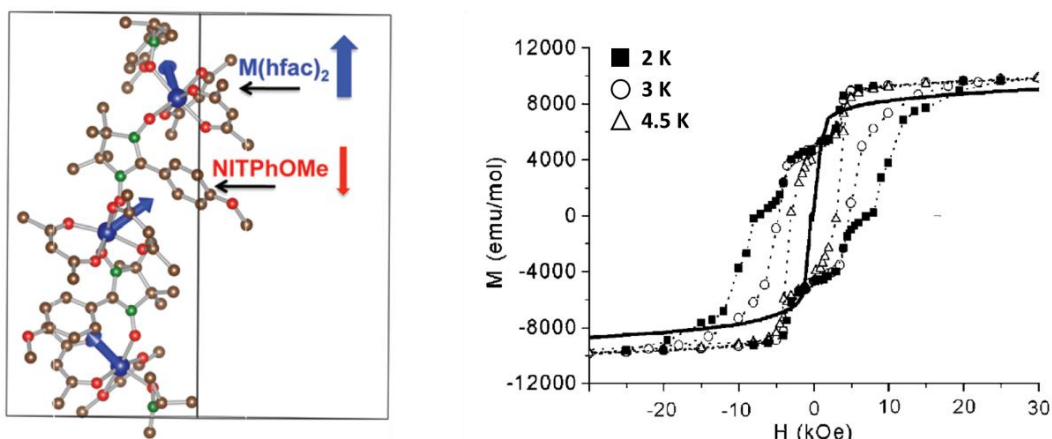 M(hfac)₂
NITPhOMe
M (emu/mol)
12000
8000
4000
0
-4000
-8000
-12000
2 K
3 K
4.5 K
-20
-10
0
10
20
30
H (kOe)